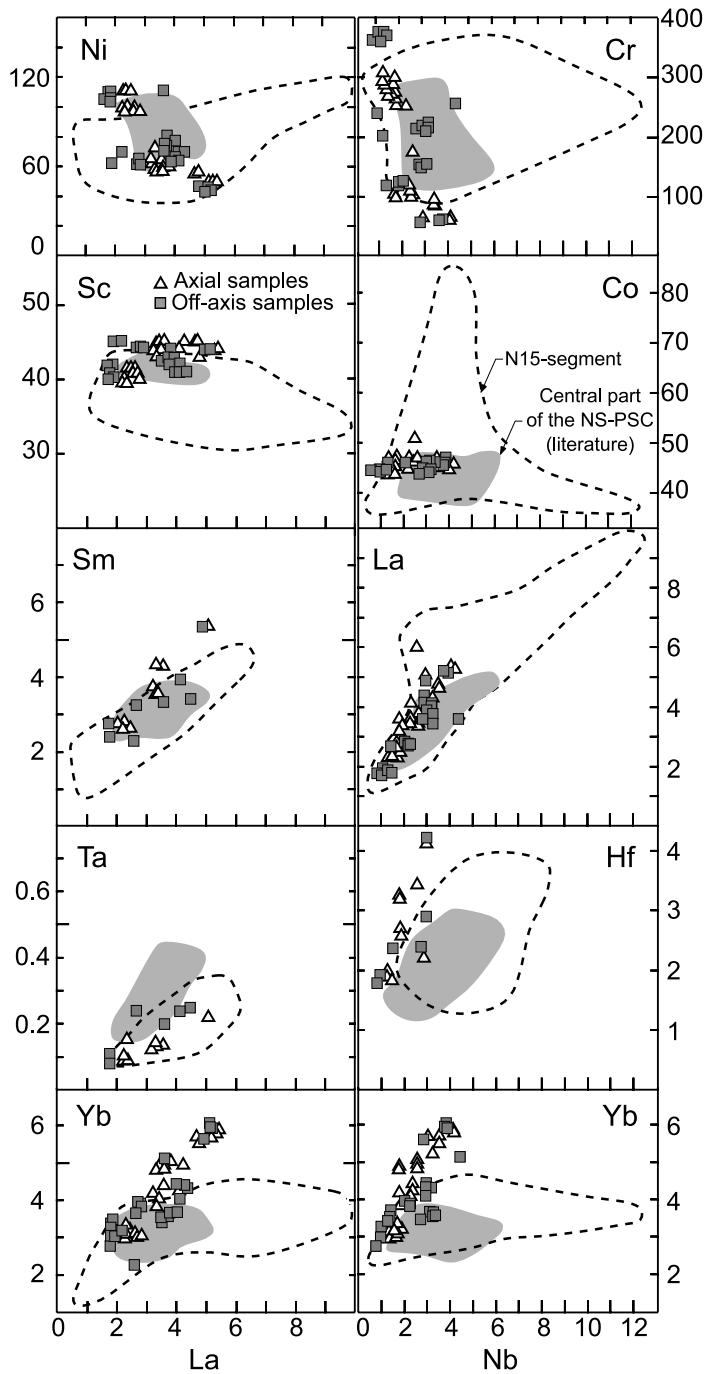 Ni
120
60
0
Cr
400
300
200
100
Sc
Axial samples
Off-axis samples
50
40
30
Co
80
70
60
50
40
N15-segment
Central part
of the NS-PSC
(literature)
Sm
6
4
2
La
8
6
4
2
Ta
0.6
0.4
0.2
Hf
4
3
2
1
Yb
6
4
2
Yb
6
4
2
0 2 4 6 8
La
0 2 4 6 8 10 12
Nb